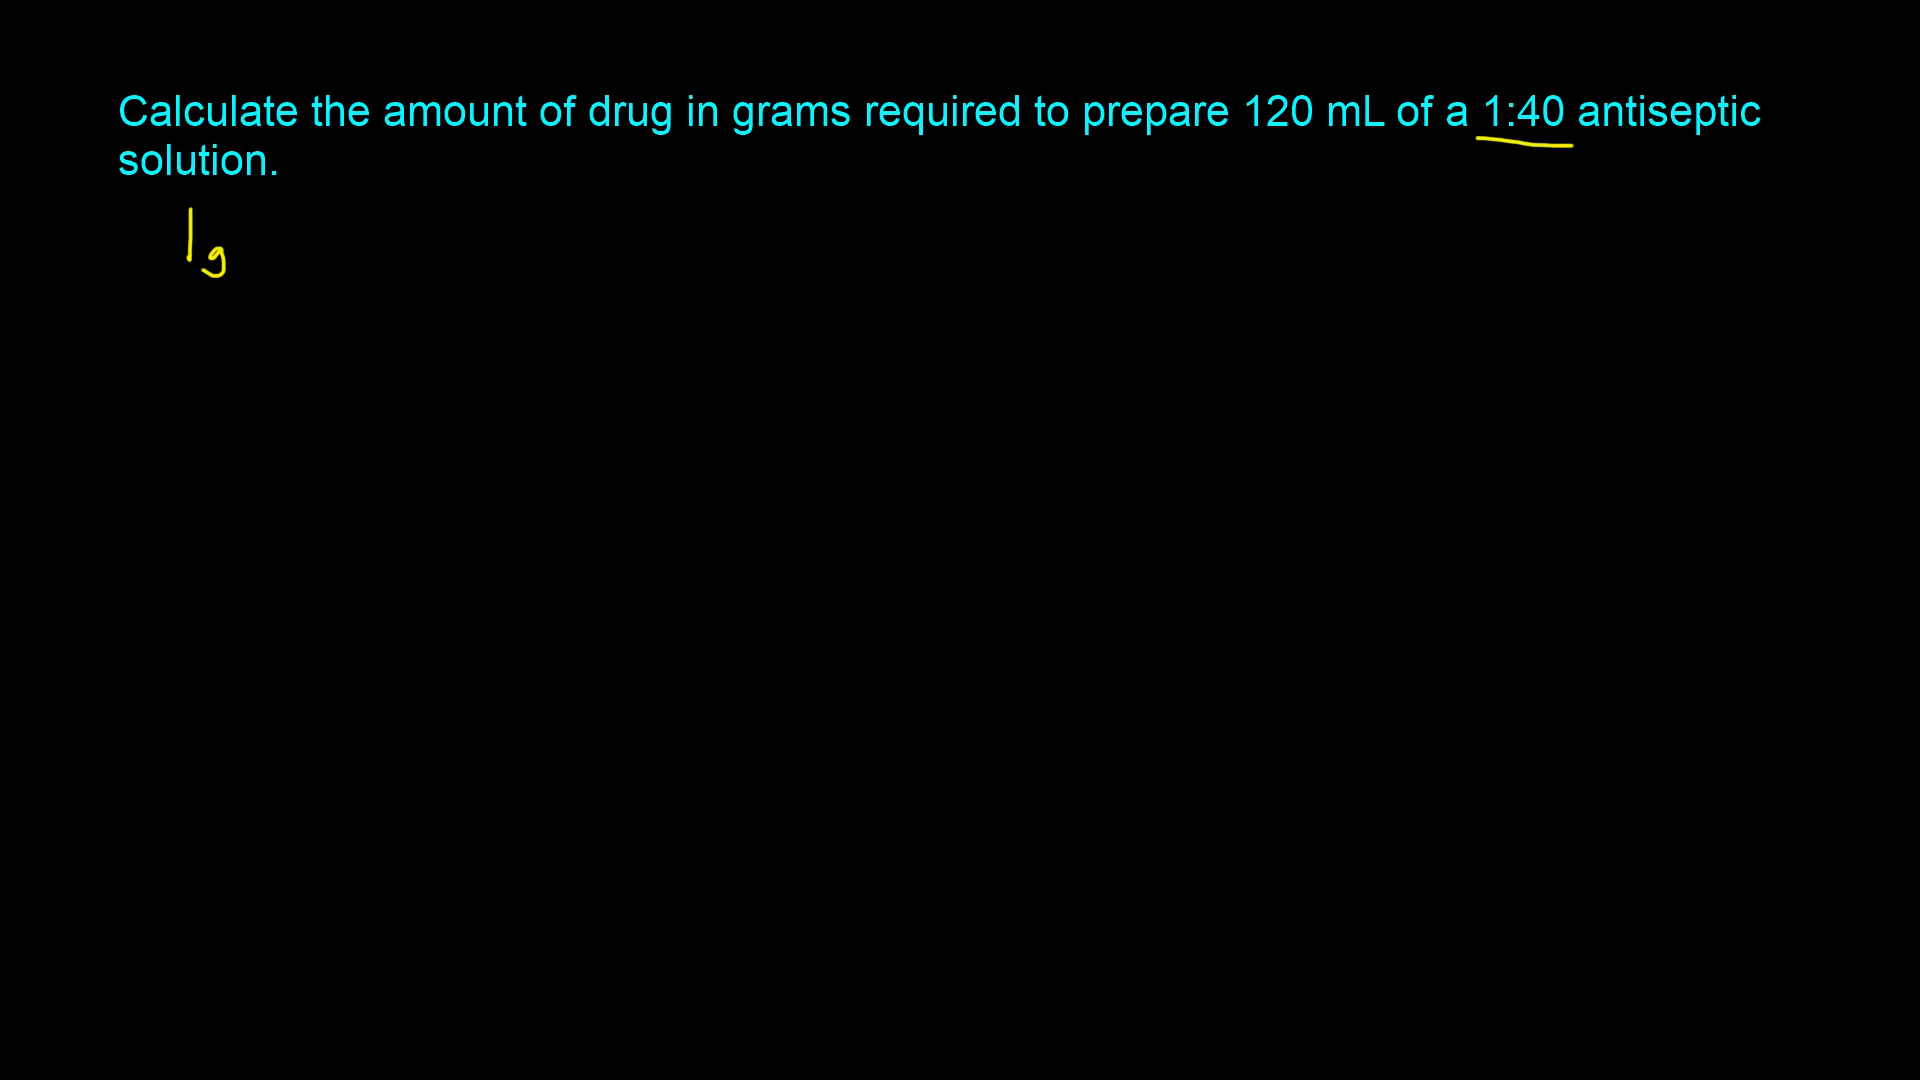 Calculate the amount of drug in grams required to prepare 120 mL of a 1:40 antiseptic
solution.
1g